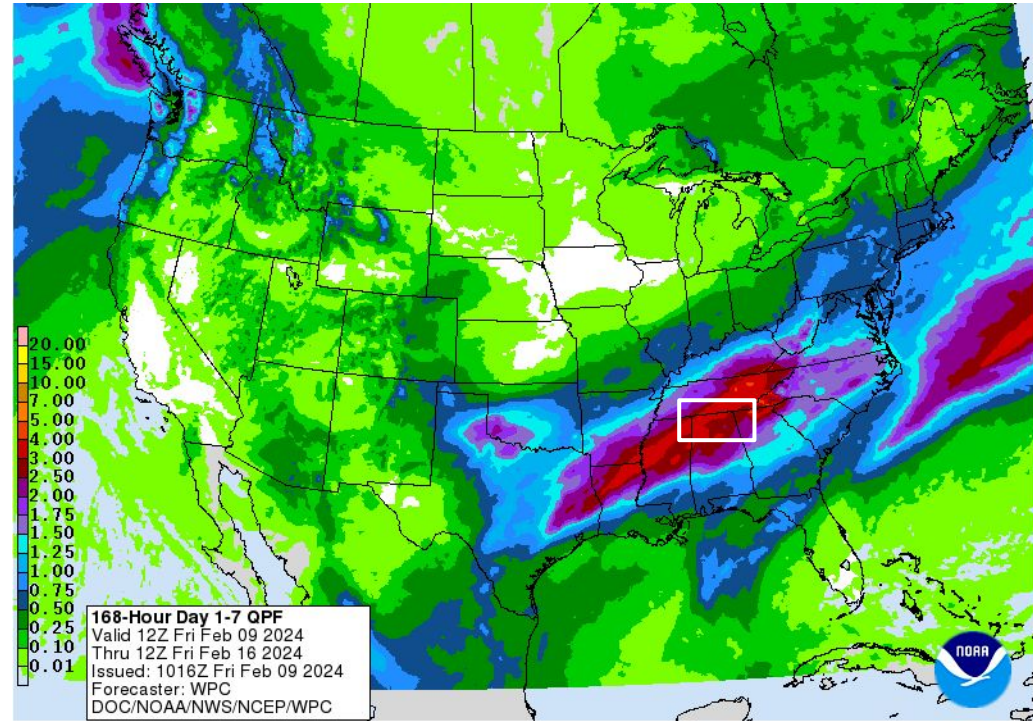 20.00
15.00
10.00
7.00
5.00
4.00
3.00
2.50
2.00
1.75
1.50
1.25
1.00
0.75
0.50
0.25
0.10
0.01
168-Hour Day 1-7 QPF
Valid 12Z Fri Feb 09 2024
Thru 12Z Fri Feb 16 2024
Issued: 1016Z Fri Feb 09 2024
Forecaster: WPC
DOC/NOAA/NWS/NCEP/WPC
NOAA